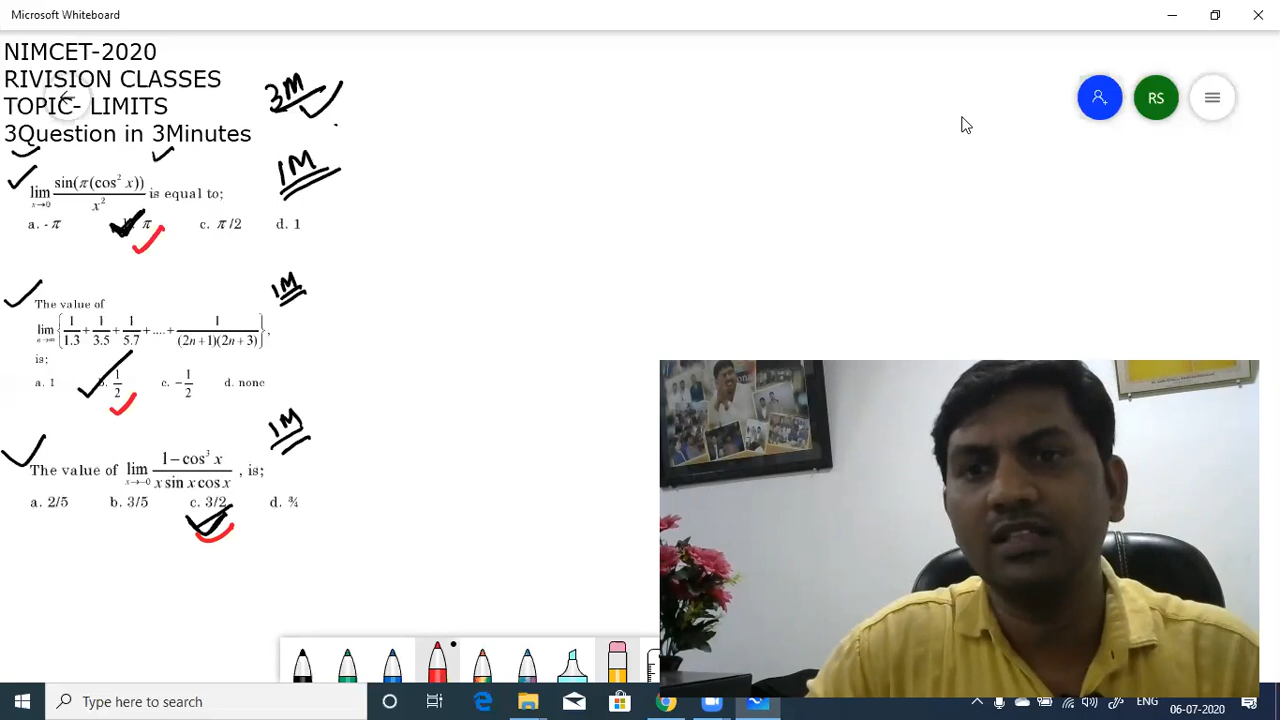 Microsoft Whiteboard
NIMCET-2020
RIVISION CLASSES
TOPIC- LIMITS
3Question in 3Minutes
3M
1M
lim x→0 sin(π(cos² x)) / x² is equal to;
a. -π π c. π/2 d. 1
1M
The value of
lim n→∞ {1/1.3 + 1/3.5 + 1/5.7 + .... + 1/((2n+1)(2n+3))},
is;
a. 1 1/2 c. -1/2 d. none
1M
The value of lim x→0 (1-cos³ x)/(x sin x cos x) , is;
a. 2/5 b. 3/5 c. 3/2 d. ¾
RS
Type here to search
ENG
06-07-2020